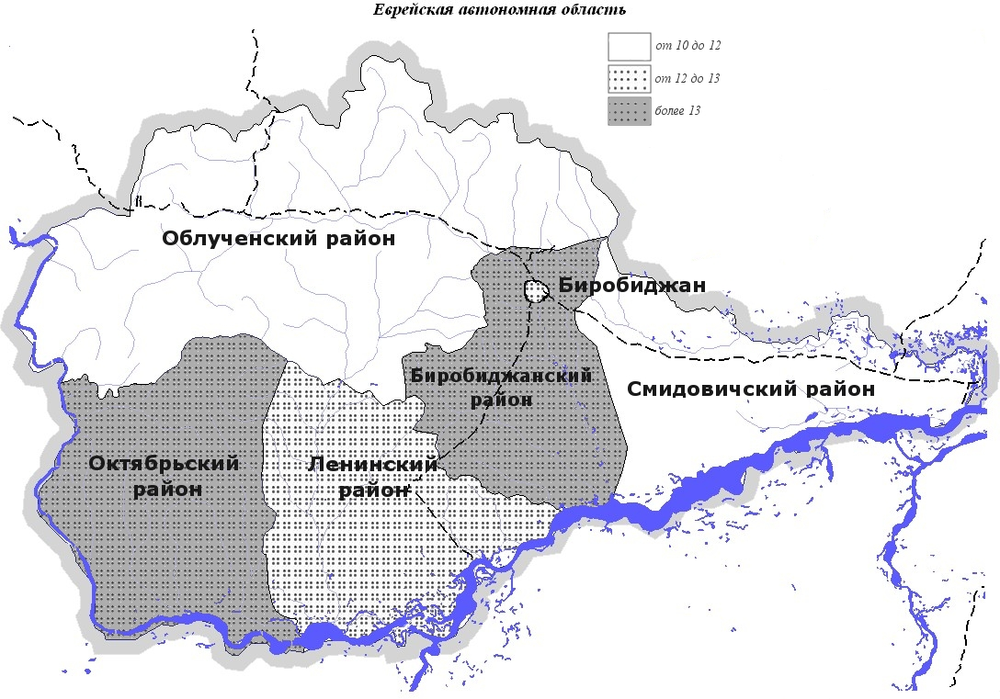 Еврейская автономная область
от 10 до 12
от 12 до 13
более 13
Облученский район
Биробиджан
Биробиджанский
район
Смидовичский район
Октябрьский
район
Ленинский
район